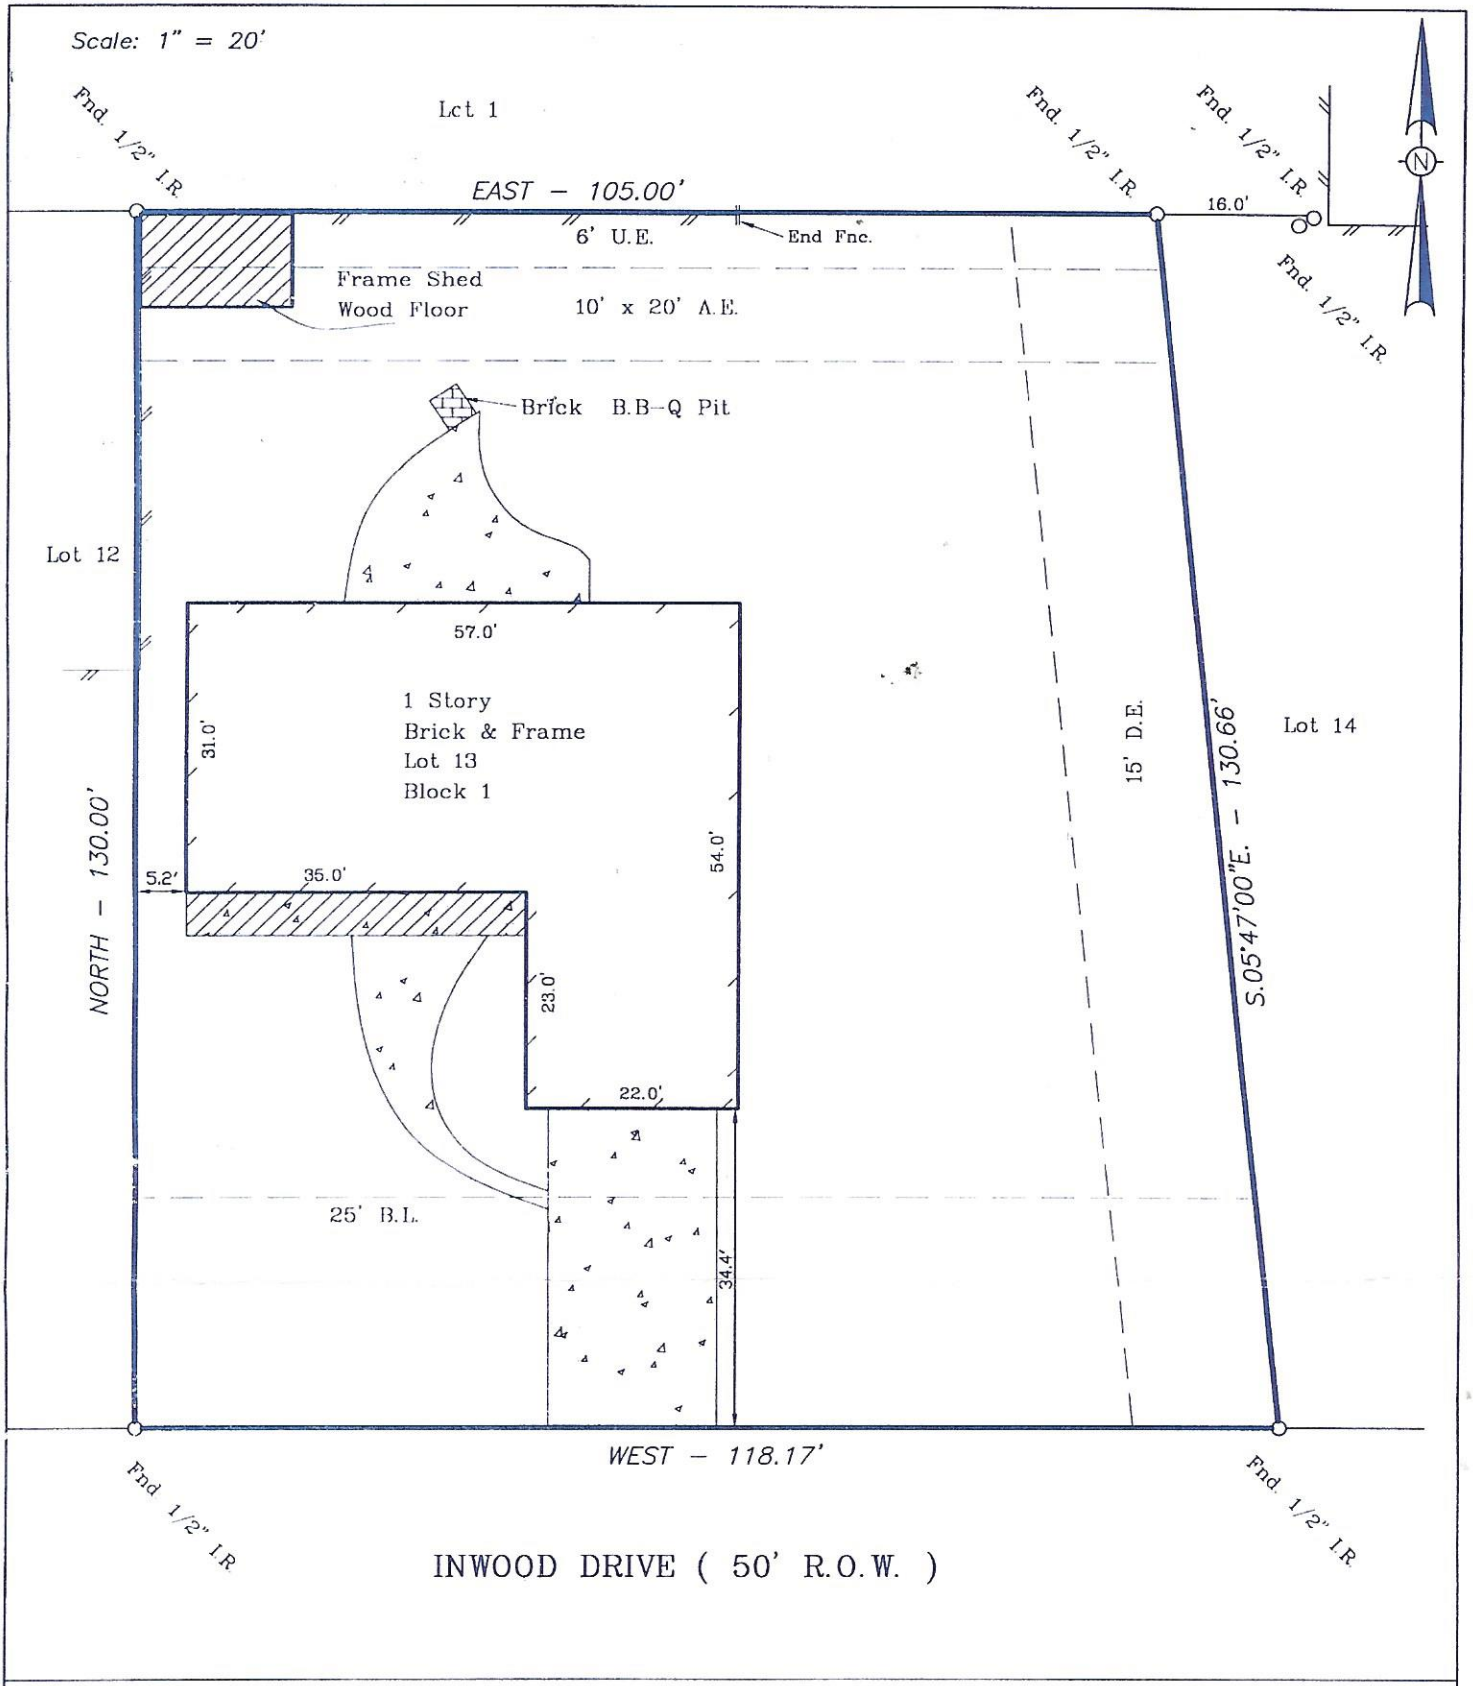 Scale: 1" = 20'
Lct 1
Fnd. 1/2" I.R.
Fnd. 1/2" I.R.
Fnd. 1/2" I.R.
N
EAST - 105.00'
16.0'
6' U.E.
End Fnc.
Fnd. 1/2" I.R.
Frame Shed
Wood Floor
10' x 20' A.E.
Brick B.B-Q Pit
Lot 12
57.0'
1 Story
Brick & Frame
Lot 13
Block 1
31.0'
15' D.E.
S.05°47'00"E. - 130.66'
Lot 14
NORTH - 130.00'
54.0'
5.2'
35.0'
23.0'
22.0'
25' B.L.
34.4'
WEST - 118.17'
Fnd 1/2" I.R.
Fnd. 1/2" I.R.
INWOOD DRIVE ( 50' R.O.W. )